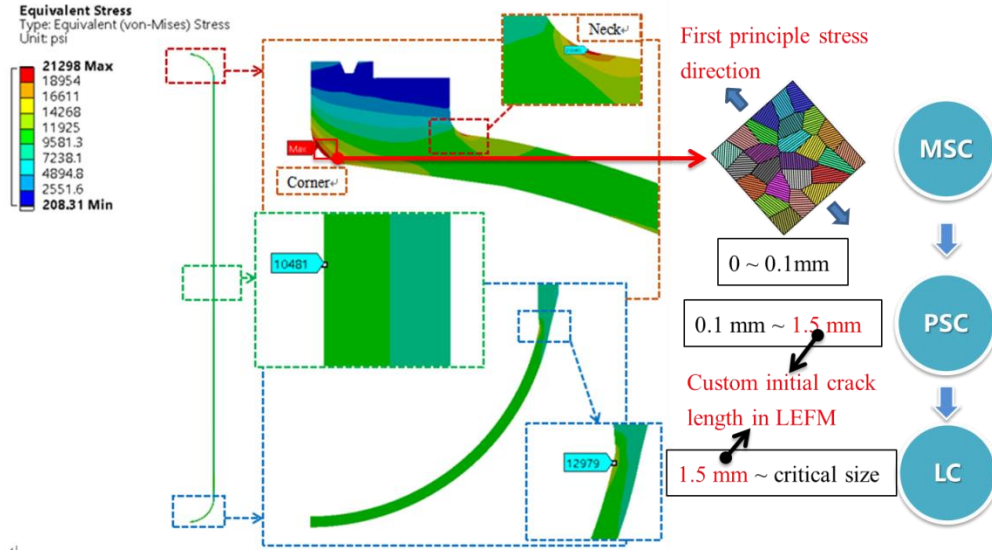 Equivalent Stress
Type: Equivalent (von-Mises) Stress
Unit: psi
21298 Max
18954
16611
14268
11925
9581.3
7238.1
4894.8
2551.6
208.31 Min
Neck
Max
Corner
10481
12979
First principle stress
direction
MSC
0 ~ 0.1mm
0.1 mm ~ 1.5 mm
PSC
Custom initial crack
length in LEFM
1.5 mm ~ critical size
LC